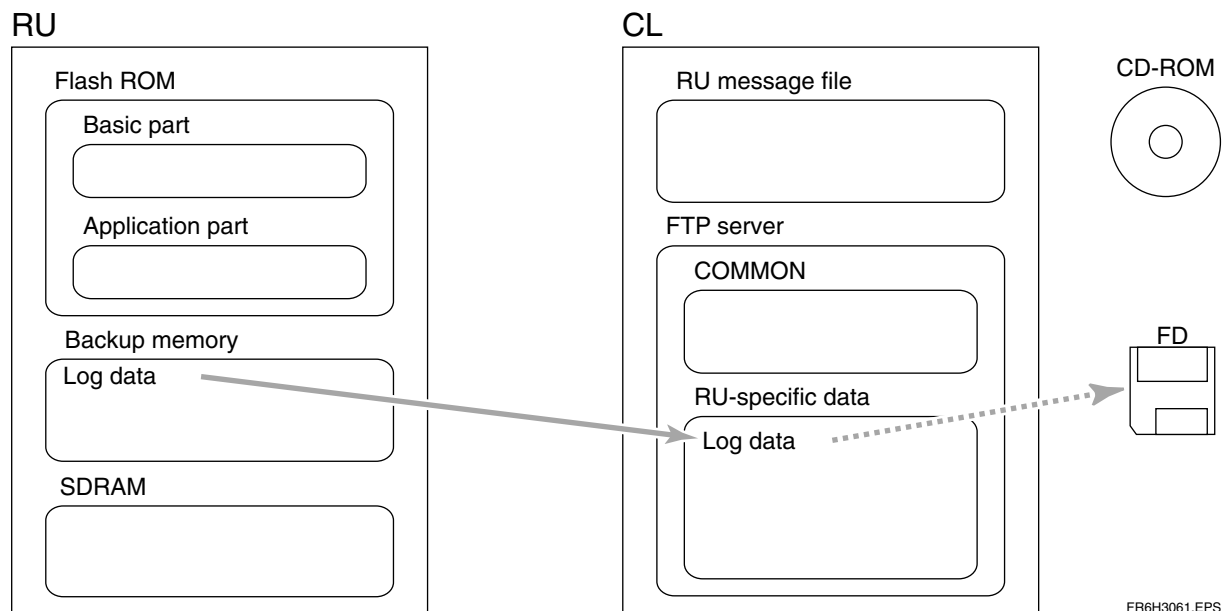 RU
Flash ROM
Basic part
Application part
Backup memory
Log data
SDRAM
CL
RU message file
FTP server
COMMON
RU-specific data
Log data
CD-ROM
FD
FR6H3061.EPS